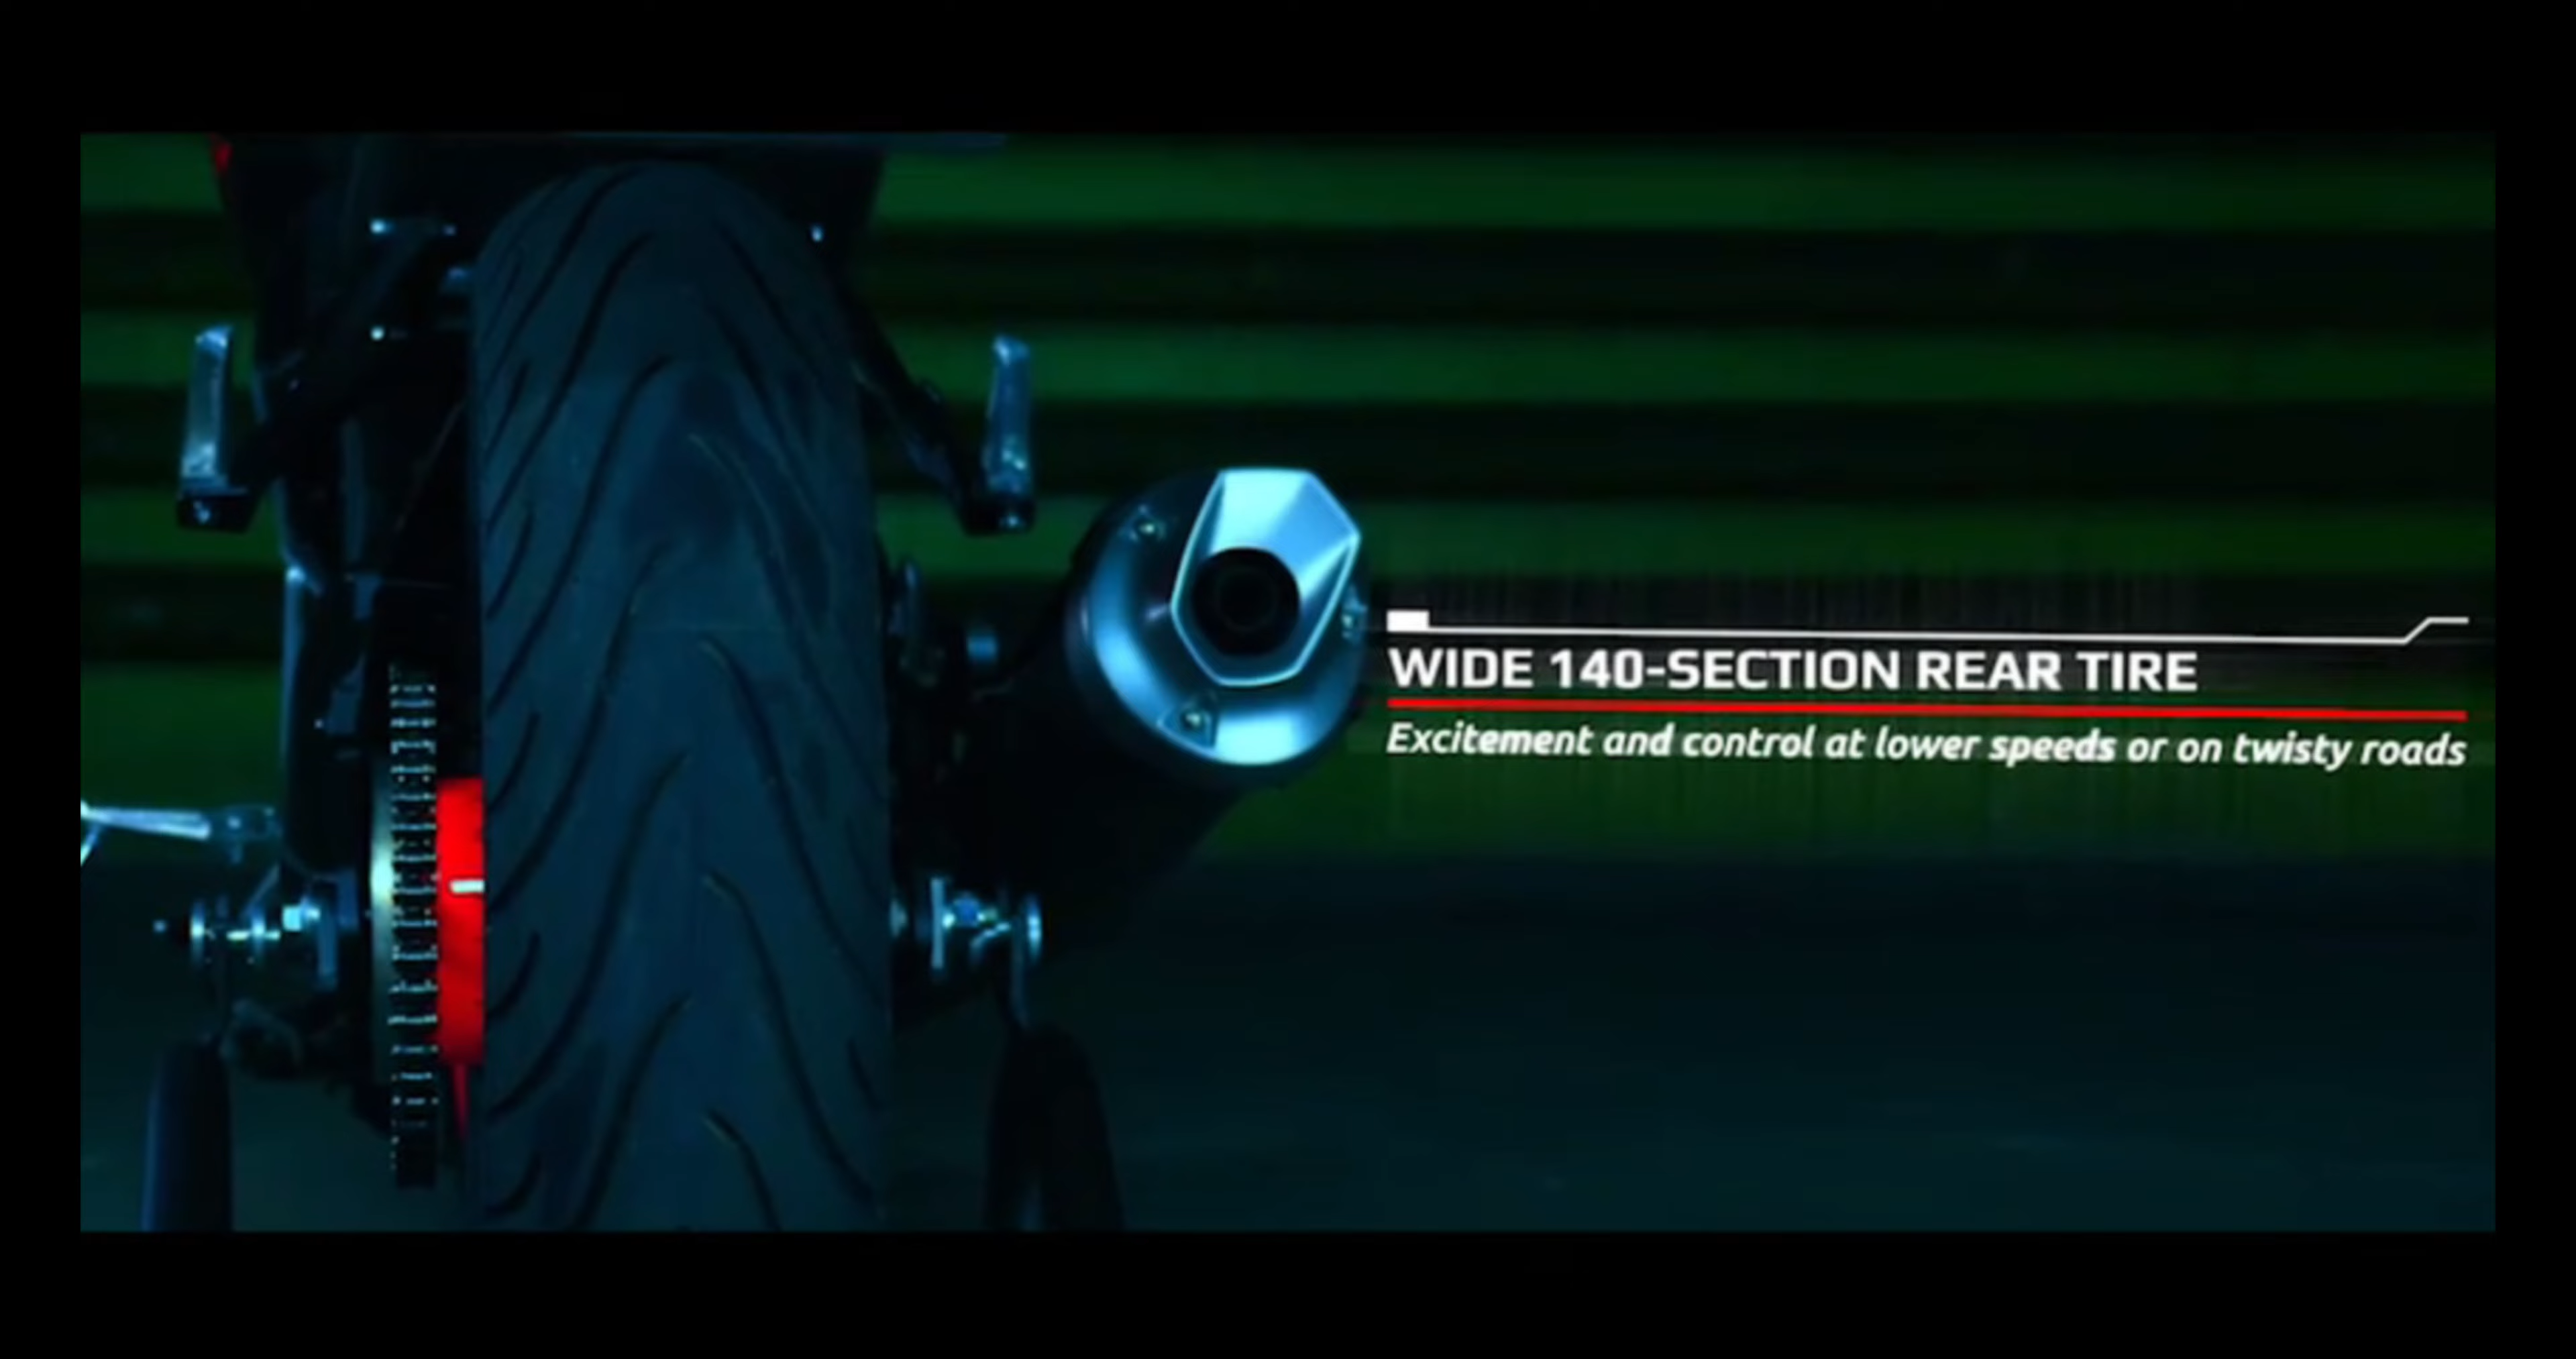 WIDE 140-SECTION REAR TIRE
Excitement and control at lower speeds or on twisty roads